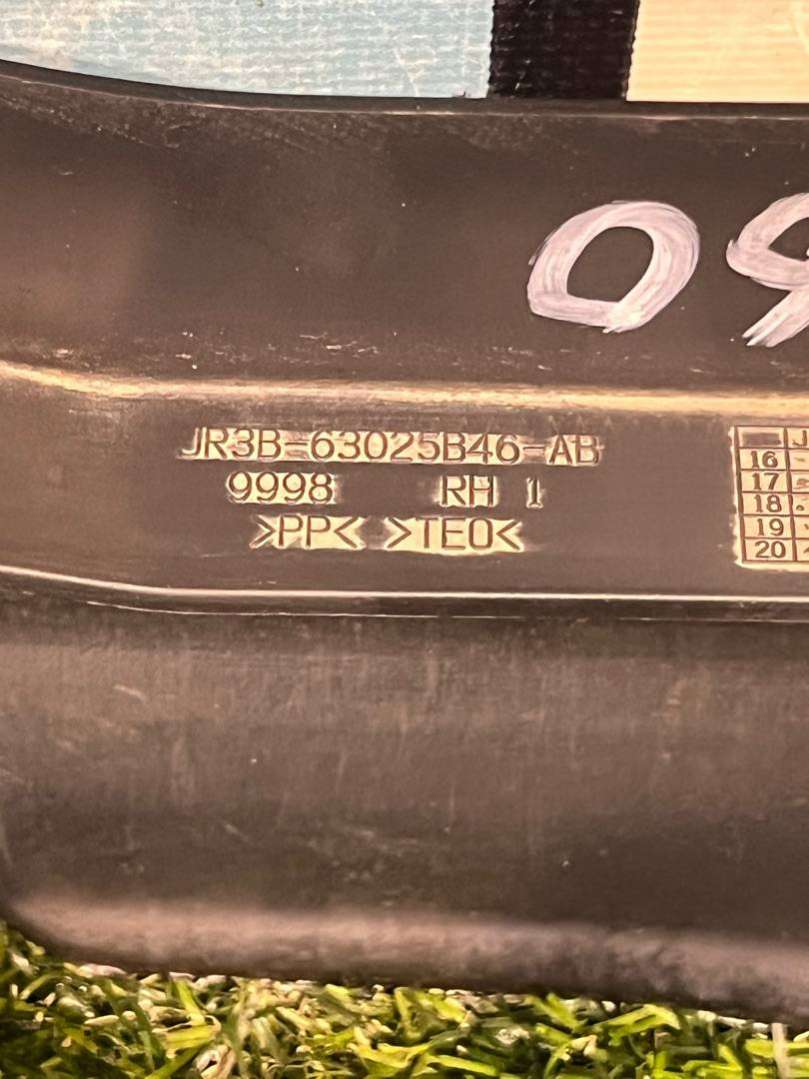 09
JR3B-63025B46-AB
9998 RH 1
>PP< >TEO<
J
16
17
18
19
20